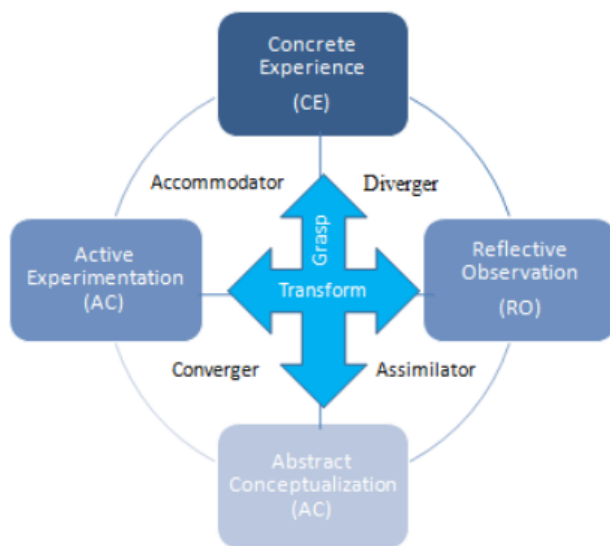 Concrete
Experience
(CE)
Accommodator
Diverger
Active
Experimentation
(AC)
Grasp
Transform
Reflective
Observation
(RO)
Converger
Assimilator
Abstract
Conceptualization
(AC)